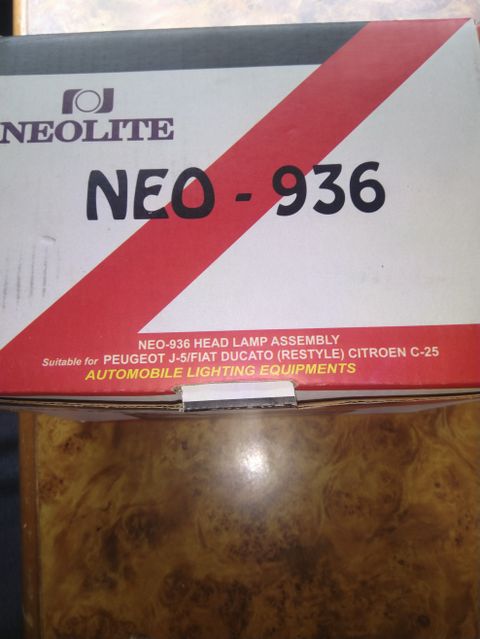 NEOLITE
NEO - 936
NEO-936 HEAD LAMP ASSEMBLY
Suitable for PEUGEOT J-5/FIAT DUCATO (RESTYLE) CITROEN C-25
AUTOMOBILE LIGHTING EQUIPMENTS